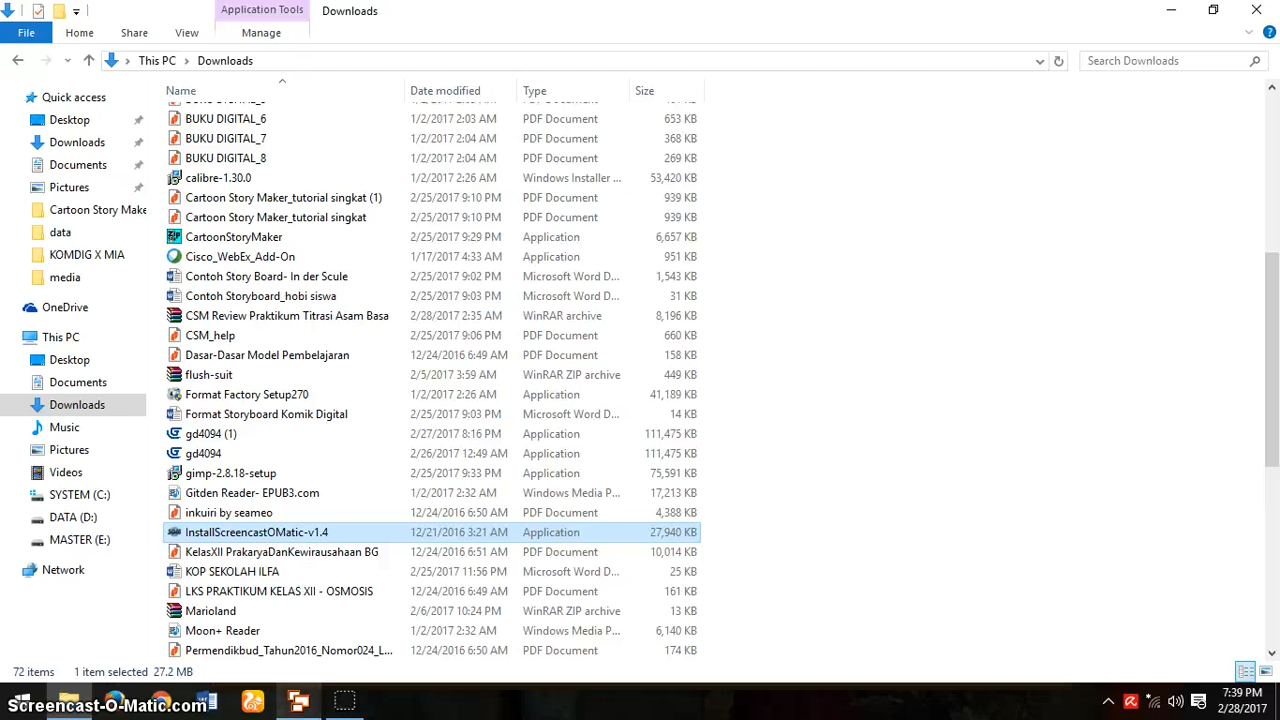 Application Tools Downloads
File Home Share View Manage
This PC Downloads Search Downloads
Name Date modified Type Size
Quick access
Desktop
Downloads
Documents
Pictures
Cartoon Story Make
data
KOMDIG X MIA
media
OneDrive
This PC
Desktop
Documents
Downloads
Music
Pictures
Videos
SYSTEM (C:)
DATA (D:)
MASTER (E:)
Network
BUKU DIGITAL_6 1/2/2017 2:03 AM PDF Document 653 KB
BUKU DIGITAL_7 1/2/2017 2:04 AM PDF Document 368 KB
BUKU DIGITAL_8 1/2/2017 2:04 AM PDF Document 269 KB
calibre-1.30.0 1/2/2017 2:26 AM Windows Installer ... 53,420 KB
Cartoon Story Maker_tutorial singkat (1) 2/25/2017 9:10 PM PDF Document 939 KB
Cartoon Story Maker_tutorial singkat 2/25/2017 9:10 PM PDF Document 939 KB
CartoonStoryMaker 2/25/2017 9:29 PM Application 6,657 KB
Cisco_WebEx_Add-On 1/17/2017 4:33 AM Application 951 KB
Contoh Story Board- In der Scule 2/25/2017 9:02 PM Microsoft Word D... 1,543 KB
Contoh Storyboard_hobi siswa 2/25/2017 9:03 PM Microsoft Word D... 31 KB
CSM Review Praktikum Titrasi Asam Basa 2/28/2017 2:35 AM WinRAR archive 8,196 KB
CSM_help 2/25/2017 9:06 PM PDF Document 660 KB
Dasar-Dasar Model Pembelajaran 12/24/2016 6:49 AM PDF Document 158 KB
flush-suit 2/5/2017 3:59 AM WinRAR ZIP archive 449 KB
Format Factory Setup270 1/2/2017 2:26 AM Application 41,189 KB
Format Storyboard Komik Digital 2/25/2017 9:03 PM Microsoft Word D... 14 KB
gd4094 (1) 2/27/2017 8:16 PM Application 111,475 KB
gd4094 2/26/2017 12:49 AM Application 111,475 KB
gimp-2.8.18-setup 2/25/2017 9:33 PM Application 75,591 KB
Gitden Reader- EPUB3.com 1/2/2017 2:32 AM Windows Media P... 17,213 KB
inkuiri by seameo 12/24/2016 6:50 AM PDF Document 4,388 KB
InstallScreencastOMatic-v1.4 12/21/2016 3:21 AM Application 27,940 KB
KelasXII PrakaryaDanKewirausahaan BG 12/24/2016 6:51 AM PDF Document 10,014 KB
KOP SEKOLAH ILFA 2/25/2017 11:56 PM Microsoft Word D... 25 KB
LKS PRAKTIKUM KELAS XII - OSMOSIS 12/24/2016 6:49 AM PDF Document 161 KB
Marioland 2/6/2017 10:24 PM WinRAR ZIP archive 13 KB
Moon+ Reader 1/2/2017 2:32 AM Windows Media P... 6,140 KB
Permendikbud_Tahun2016_Nomor024_L... 12/24/2016 6:50 AM PDF Document 174 KB
72 items 1 item selected 27.2 MB
7:39 PM
2/28/2017
Screencast-O-Matic.com